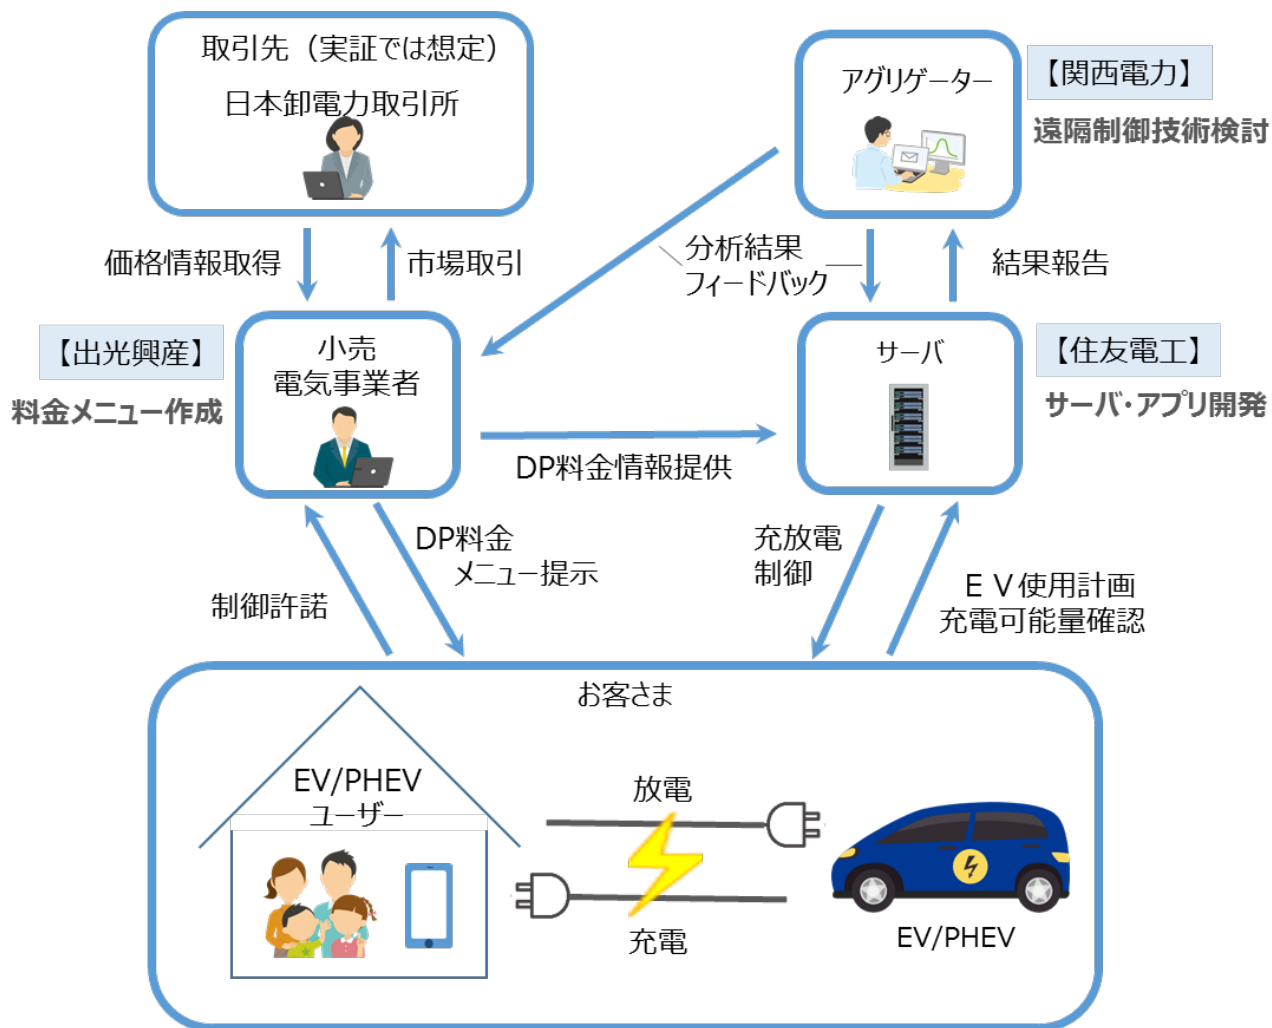 取引先（実証では想定）
日本卸電力取引所
アグリゲーター
【関西電力】
遠隔制御技術検討
価格情報取得
市場取引
分析結果
フィードバック
結果報告
【出光興産】
料金メニュー作成
小売
電気事業者
サーバ
【住友電工】
サーバ・アプリ開発
DP料金情報提供
制御許諾
DP料金
メニュー提示
充放電
制御
ＥＶ使用計画
充電可能量確認
お客さま
EV/PHEV
ユーザー
放電
充電
EV/PHEV